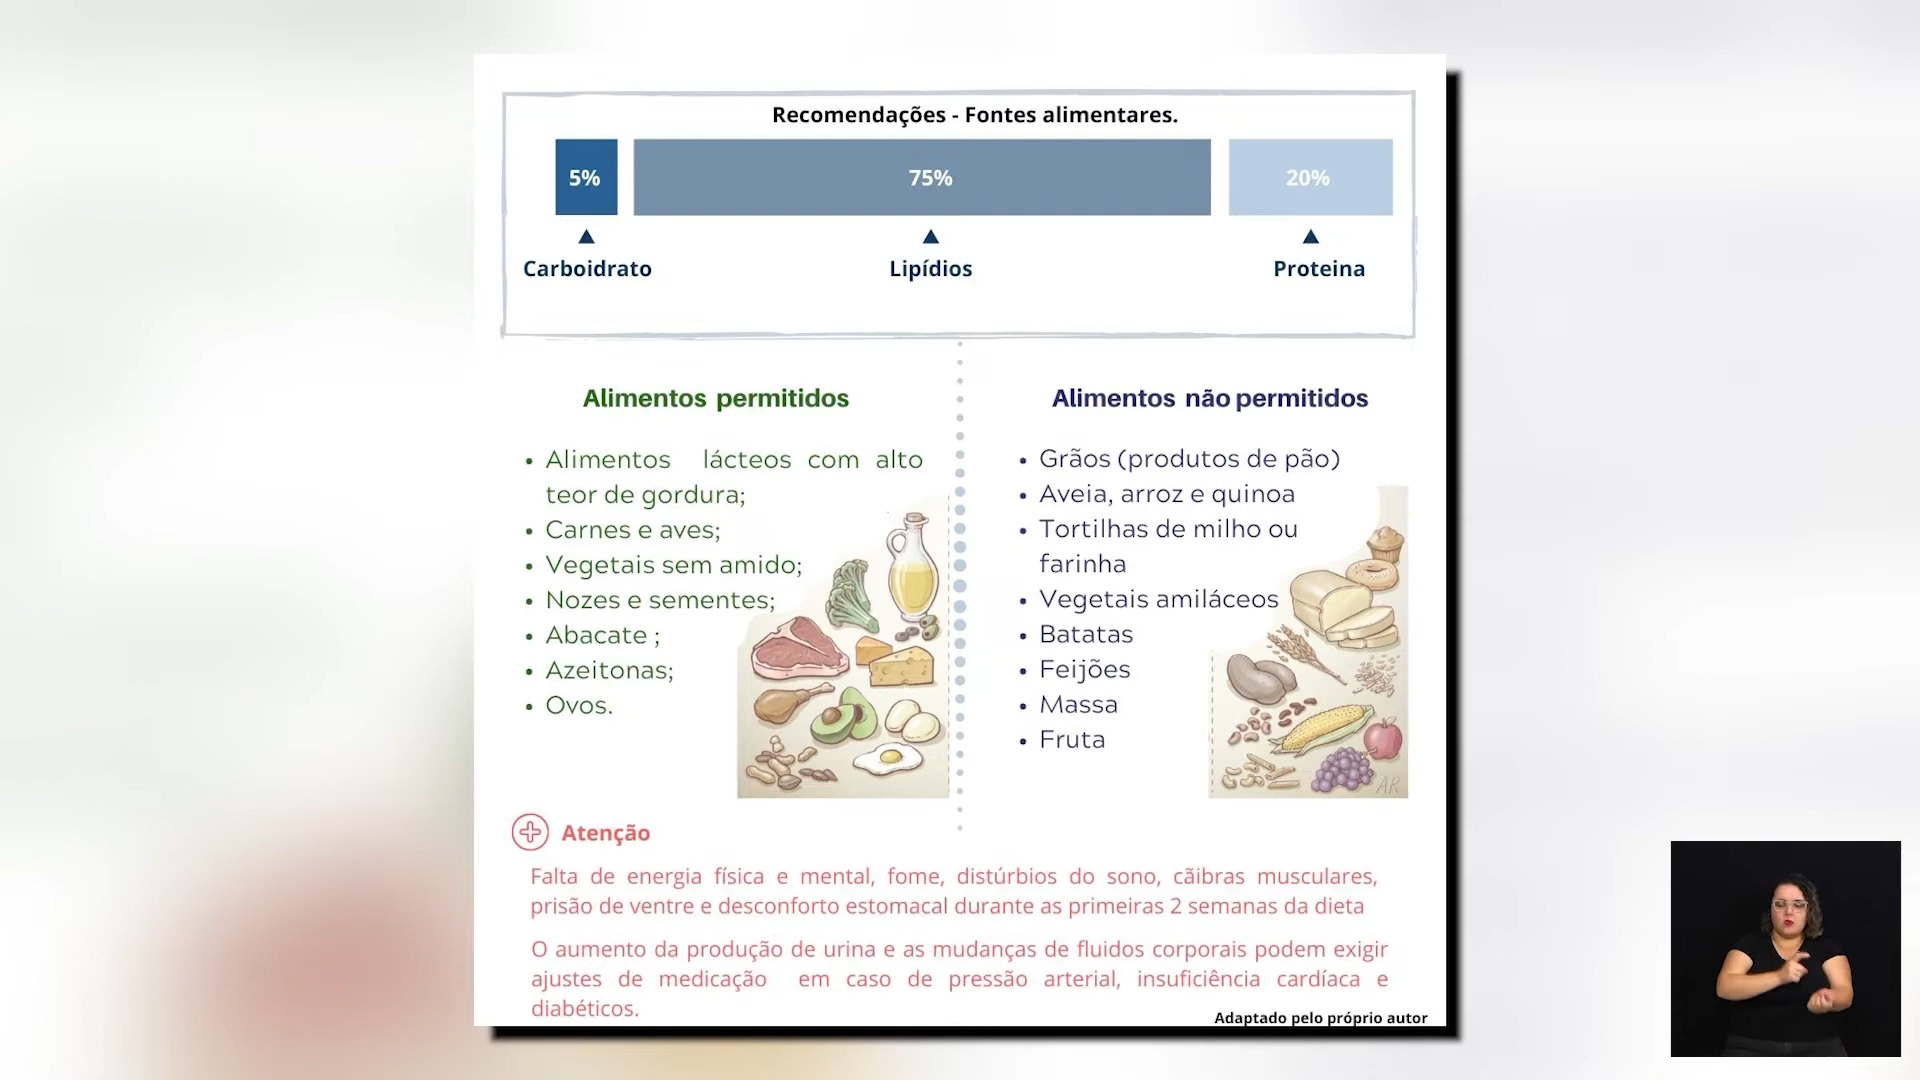 Recomendações - Fontes alimentares.
5%
75%
20%
Carboidrato
Lipídios
Proteina
Alimentos permitidos
• Alimentos lácteos com alto
teor de gordura;
• Carnes e aves;
• Vegetais sem amido;
• Nozes e sementes;
• Abacate ;
• Azeitonas;
• Ovos.
Alimentos não permitidos
• Grãos (produtos de pão)
• Aveia, arroz e quinoa
• Tortilhas de milho ou
farinha
• Vegetais amiláceos
• Batatas
• Feijões
• Massa
• Fruta
AR
Atenção
Falta de energia física e mental, fome, distúrbios do sono, cãibras musculares,
prisão de ventre e desconforto estomacal durante as primeiras 2 semanas da dieta
O aumento da produção de urina e as mudanças de fluidos corporais podem exigir
ajustes de medicação em caso de pressão arterial, insuficiência cardíaca e
diabéticos.
Adaptado pelo próprio autor